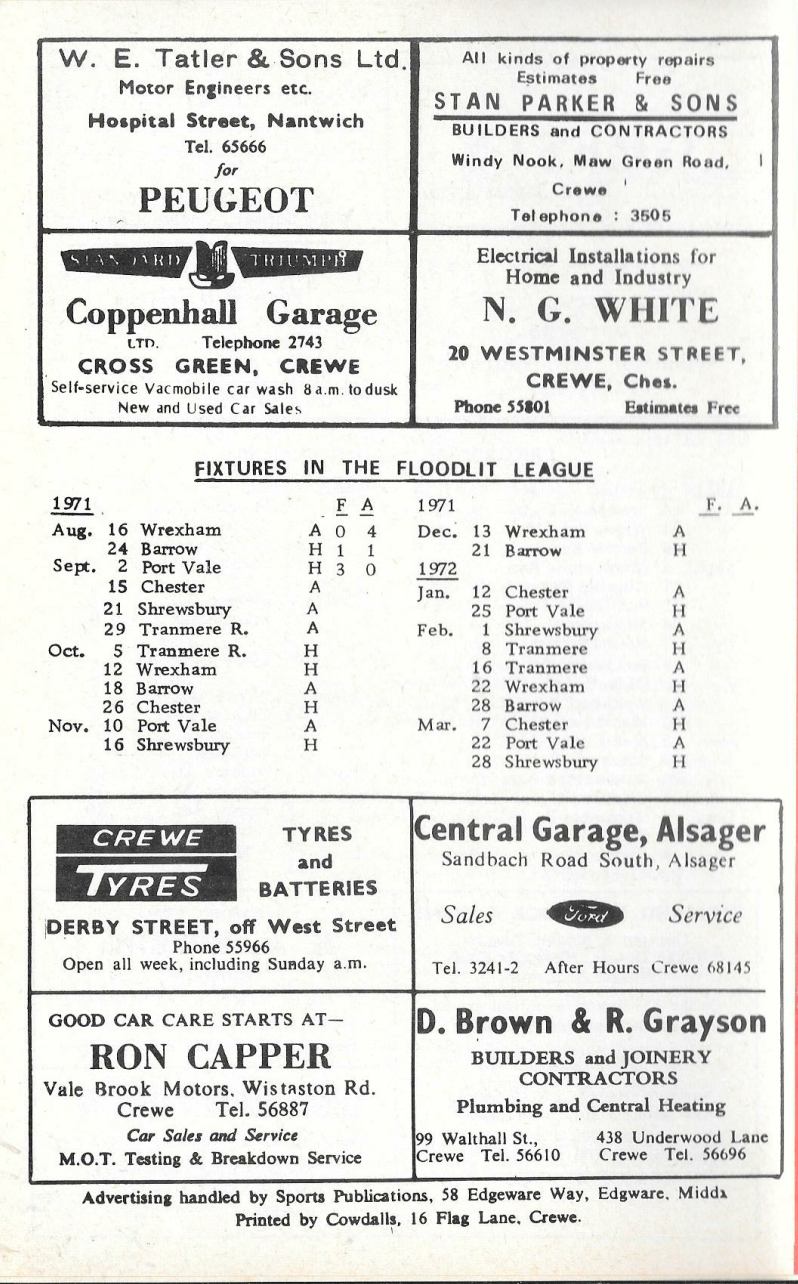 W. E. Tatler & Sons Ltd.
Motor Engineers etc.
Hospital Street, Nantwich
Tel. 65666
for
PEUGEOT
All kinds of property repairs
Estimates Free
STAN PARKER & SONS
BUILDERS and CONTRACTORS
Windy Nook, Maw Green Road,
Crewe
Telephone : 3505
STANDARD TRIUMPH
Coppenhall Garage
LTD. Telephone 2743
CROSS GREEN, CREWE
Self-service Vacmobile car wash 8 a.m. to dusk
New and Used Car Sales
Electrical Installations for
Home and Industry
N. G. WHITE
20 WESTMINSTER STREET,
CREWE, Ches.
Phone 55801 Estimates Free
FIXTURES IN THE FLOODLIT LEAGUE
1971 F A
Aug. 16 Wrexham A 0 4
24 Barrow H 1 1
Sept. 2 Port Vale H 3 0
15 Chester A
21 Shrewsbury A
29 Tranmere R. A
Oct. 5 Tranmere R. H
12 Wrexham H
18 Barrow A
26 Chester H
Nov. 10 Port Vale A
16 Shrewsbury H
1971 F. A.
Dec. 13 Wrexham A
21 Barrow H
1972
Jan. 12 Chester A
25 Port Vale H
Feb. 1 Shrewsbury A
8 Tranmere H
16 Tranmere A
22 Wrexham H
28 Barrow A
Mar. 7 Chester H
22 Port Vale A
28 Shrewsbury H
CREWE
TYRES
TYRES
and
BATTERIES
DERBY STREET, off West Street
Phone 55966
Open all week, including Sunday a.m.
Central Garage, Alsager
Sandbach Road South, Alsager
Sales Ford Service
Tel. 3241-2 After Hours Crewe 68145
GOOD CAR CARE STARTS AT—
RON CAPPER
Vale Brook Motors, Wistaston Rd.
Crewe Tel. 56887
Car Sales and Service
M.O.T. Testing & Breakdown Service
D. Brown & R. Grayson
BUILDERS and JOINERY
CONTRACTORS
Plumbing and Central Heating
99 Walthall St., 438 Underwood Lane
Crewe Tel. 56610 Crewe Tel. 56696
Advertising handled by Sports Publications, 58 Edgeware Way, Edgware, Middx
Printed by Cowdalls, 16 Flag Lane, Crewe.